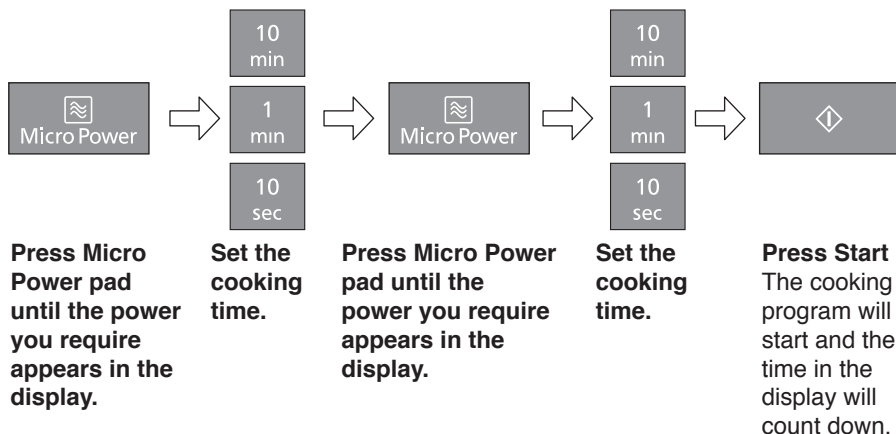 10
min
1
min
10
sec
Micro Power
10
min
1
min
10
sec
Micro Power
Press Micro
Power pad
until the power
you require
appears in the
display.
Set the
cooking
time.
Press Micro Power
pad until the
power you require
appears in the
display.
Set the
cooking
time.
Press Start
The cooking
program will
start and the
time in the
display will
count down.